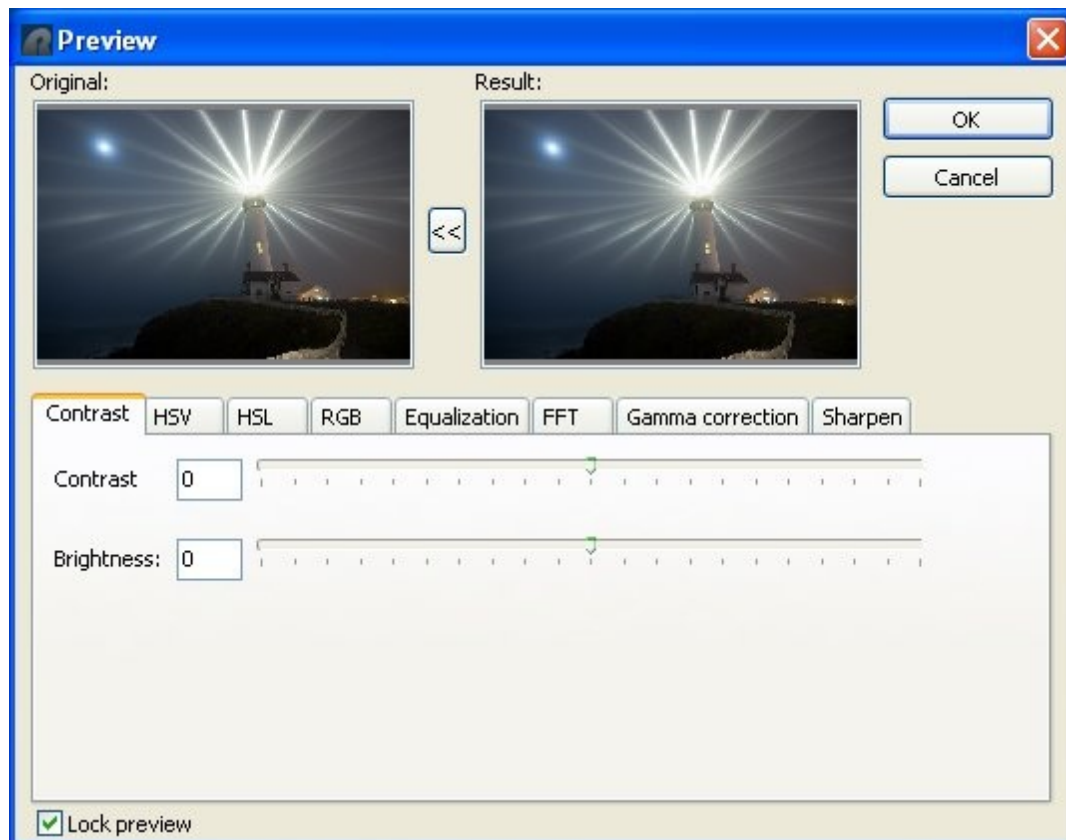 Preview
Original:
Result:
OK
Cancel
<<
Contrast
HSV
HSL
RGB
Equalization
FFT
Gamma correction
Sharpen
Contrast 0
Brightness: 0
Lock preview